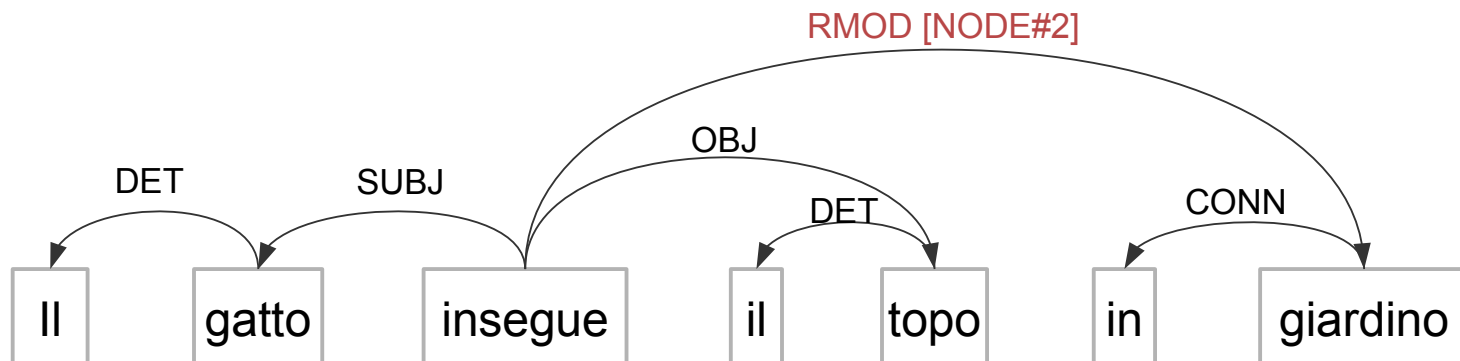 RMOD [NODE#2]
OBJ
DET SUBJ
DET CONN
Il gatto insegue il topo in giardino